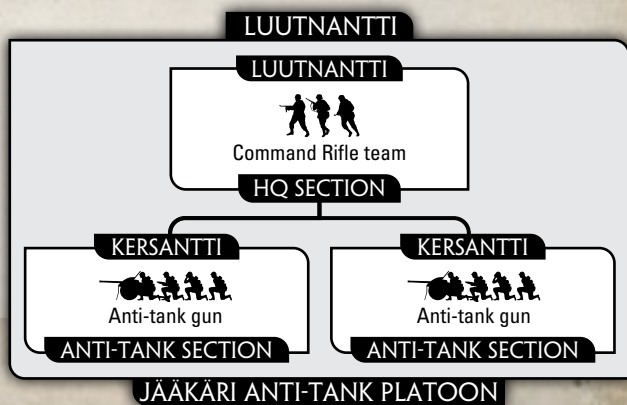 LUUTNANTTI
LUUTNANTTI
Command Rifle team
HQ SECTION
KERSANTTI
Anti-tank gun
ANTI-TANK SECTION
KERSANTTI
Anti-tank gun
ANTI-TANK SECTION
JÄÄKÄRI ANTI-TANK PLATOON